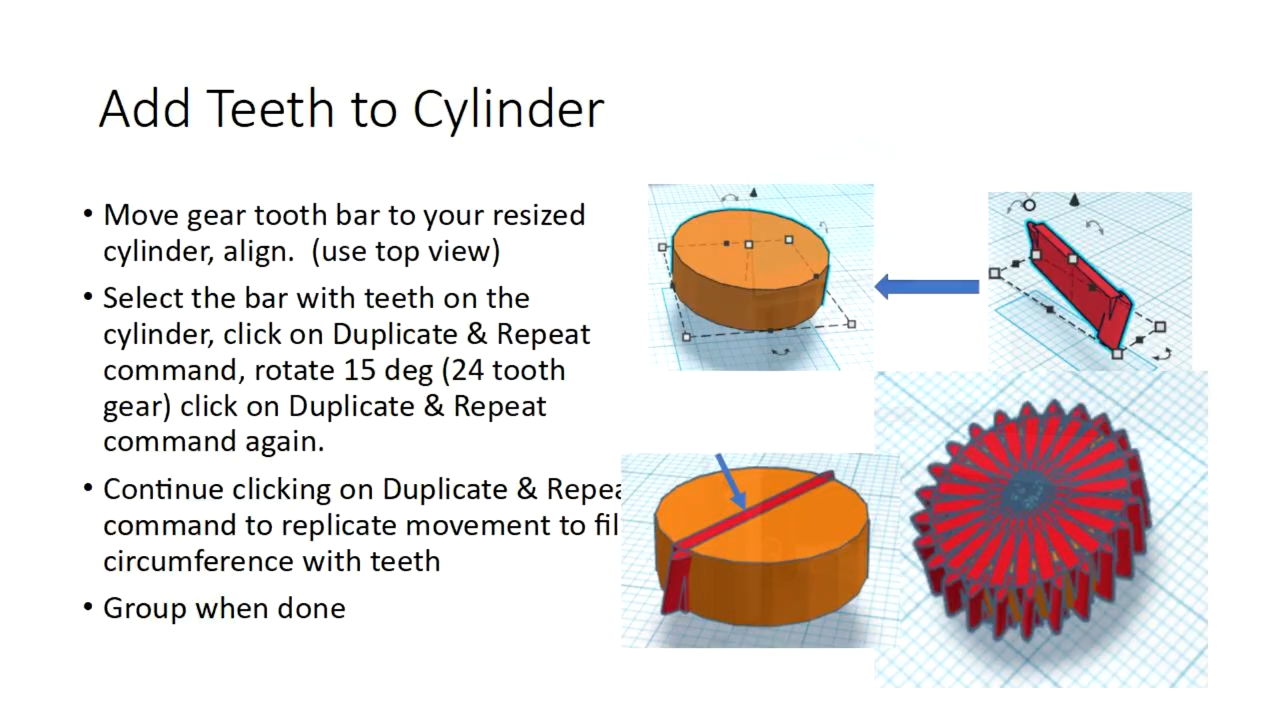 Add Teeth to Cylinder
• Move gear tooth bar to your resized
cylinder, align.  (use top view)
• Select the bar with teeth on the
cylinder, click on Duplicate & Repeat
command, rotate 15 deg (24 tooth
gear) click on Duplicate & Repeat
command again.
• Continue clicking on Duplicate & Repea
command to replicate movement to fil
circumference with teeth
• Group when done